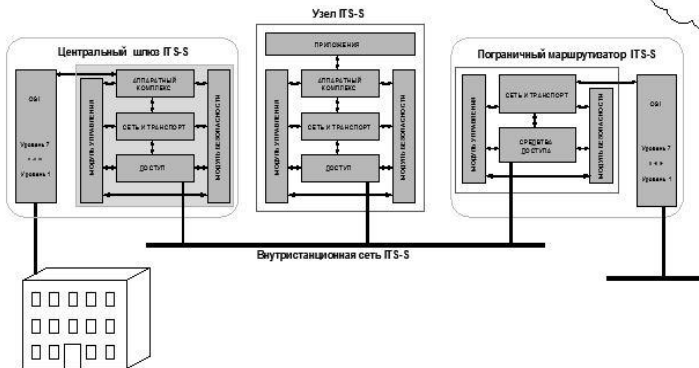 Узел ITS-S
Центральный шлюз ITS-S
Пограничный маршрутизатор ITS-S
OSI
Уровень 7
Уровень 1
МОДУЛЬ УПРАВЛЕНИЯ
АППАРАТНЫЙ
КОМПЛЕКС
СЕТЬ И ТРАНСПОРТ
ДОСТУП
МОДУЛЬ БЕЗОПАСНОСТИ
ПРИЛОЖЕНИЯ
МОДУЛЬ УПРАВЛЕНИЯ
АППАРАТНЫЙ
КОМПЛЕКС
СЕТЬ И ТРАНСПОРТ
ДОСТУП
МОДУЛЬ БЕЗОПАСНОСТИ
МОДУЛЬ УПРАВЛЕНИЯ
СЕТЬ И ТРАНСПОРТ
СРЕДСТВА
ДОСТУПА
МОДУЛЬ БЕЗОПАСНОСТИ
OSI
Уровень 7
Уровень 1
Внутристанционная сеть ITS-S